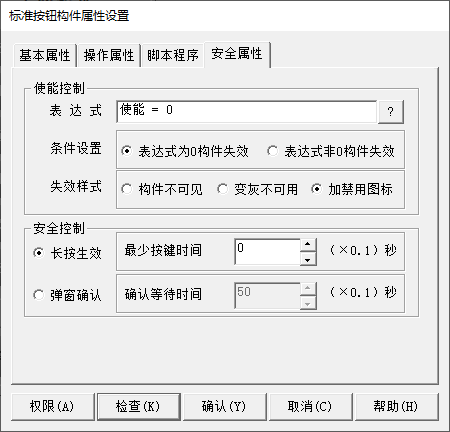 标准按钮构件属性设置
基本属性 操作属性 脚本程序 安全属性
使能控制
表 达 式 使能 = 0 ?
条件设置 表达式为0构件失效 表达式非0构件失效
失效样式 构件不可见 变灰不可用 加禁用图标
安全控制
长按生效 最少按键时间 0 (×0.1)秒
弹窗确认 确认等待时间 50 (×0.1)秒
权限(A) 检查(K) 确认(Y) 取消(C) 帮助(H)